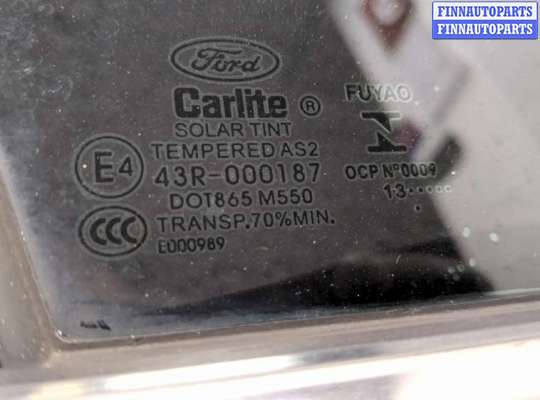 FINNAUTOPARTS
FINNAUTOPARTS
Ford
Carlite ®
SOLAR TINT
TEMPERED AS2
E4
43R-000187
DOT865 M550
CCC
TRANSP.70%MIN.
E000989
FUYAO
N
OCP Nº0009
13·····
.